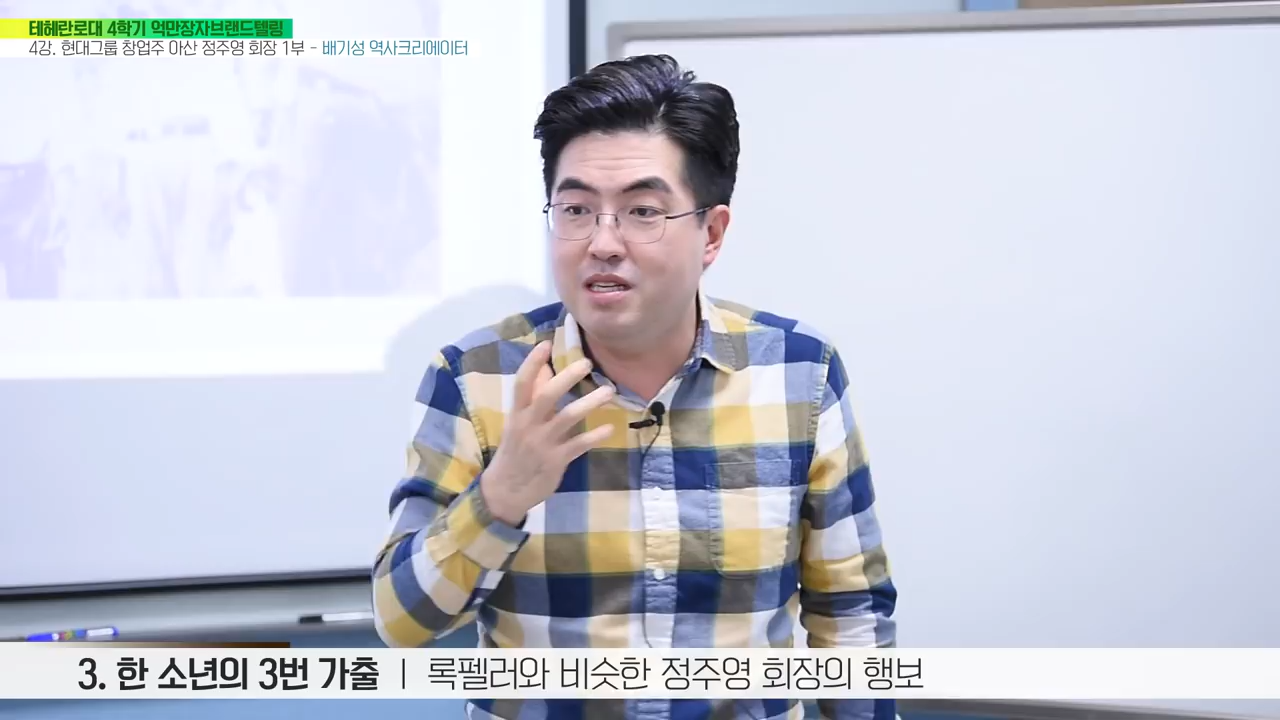 테헤란로대 4학기 억만장자브랜드텔링
4강. 현대그룹 창업주 아산 정주영 회장 1부 - 배기성 역사크리에이터
3. 한 소년의 3번 가출 | 록펠러와 비슷한 정주영 회장의 행보